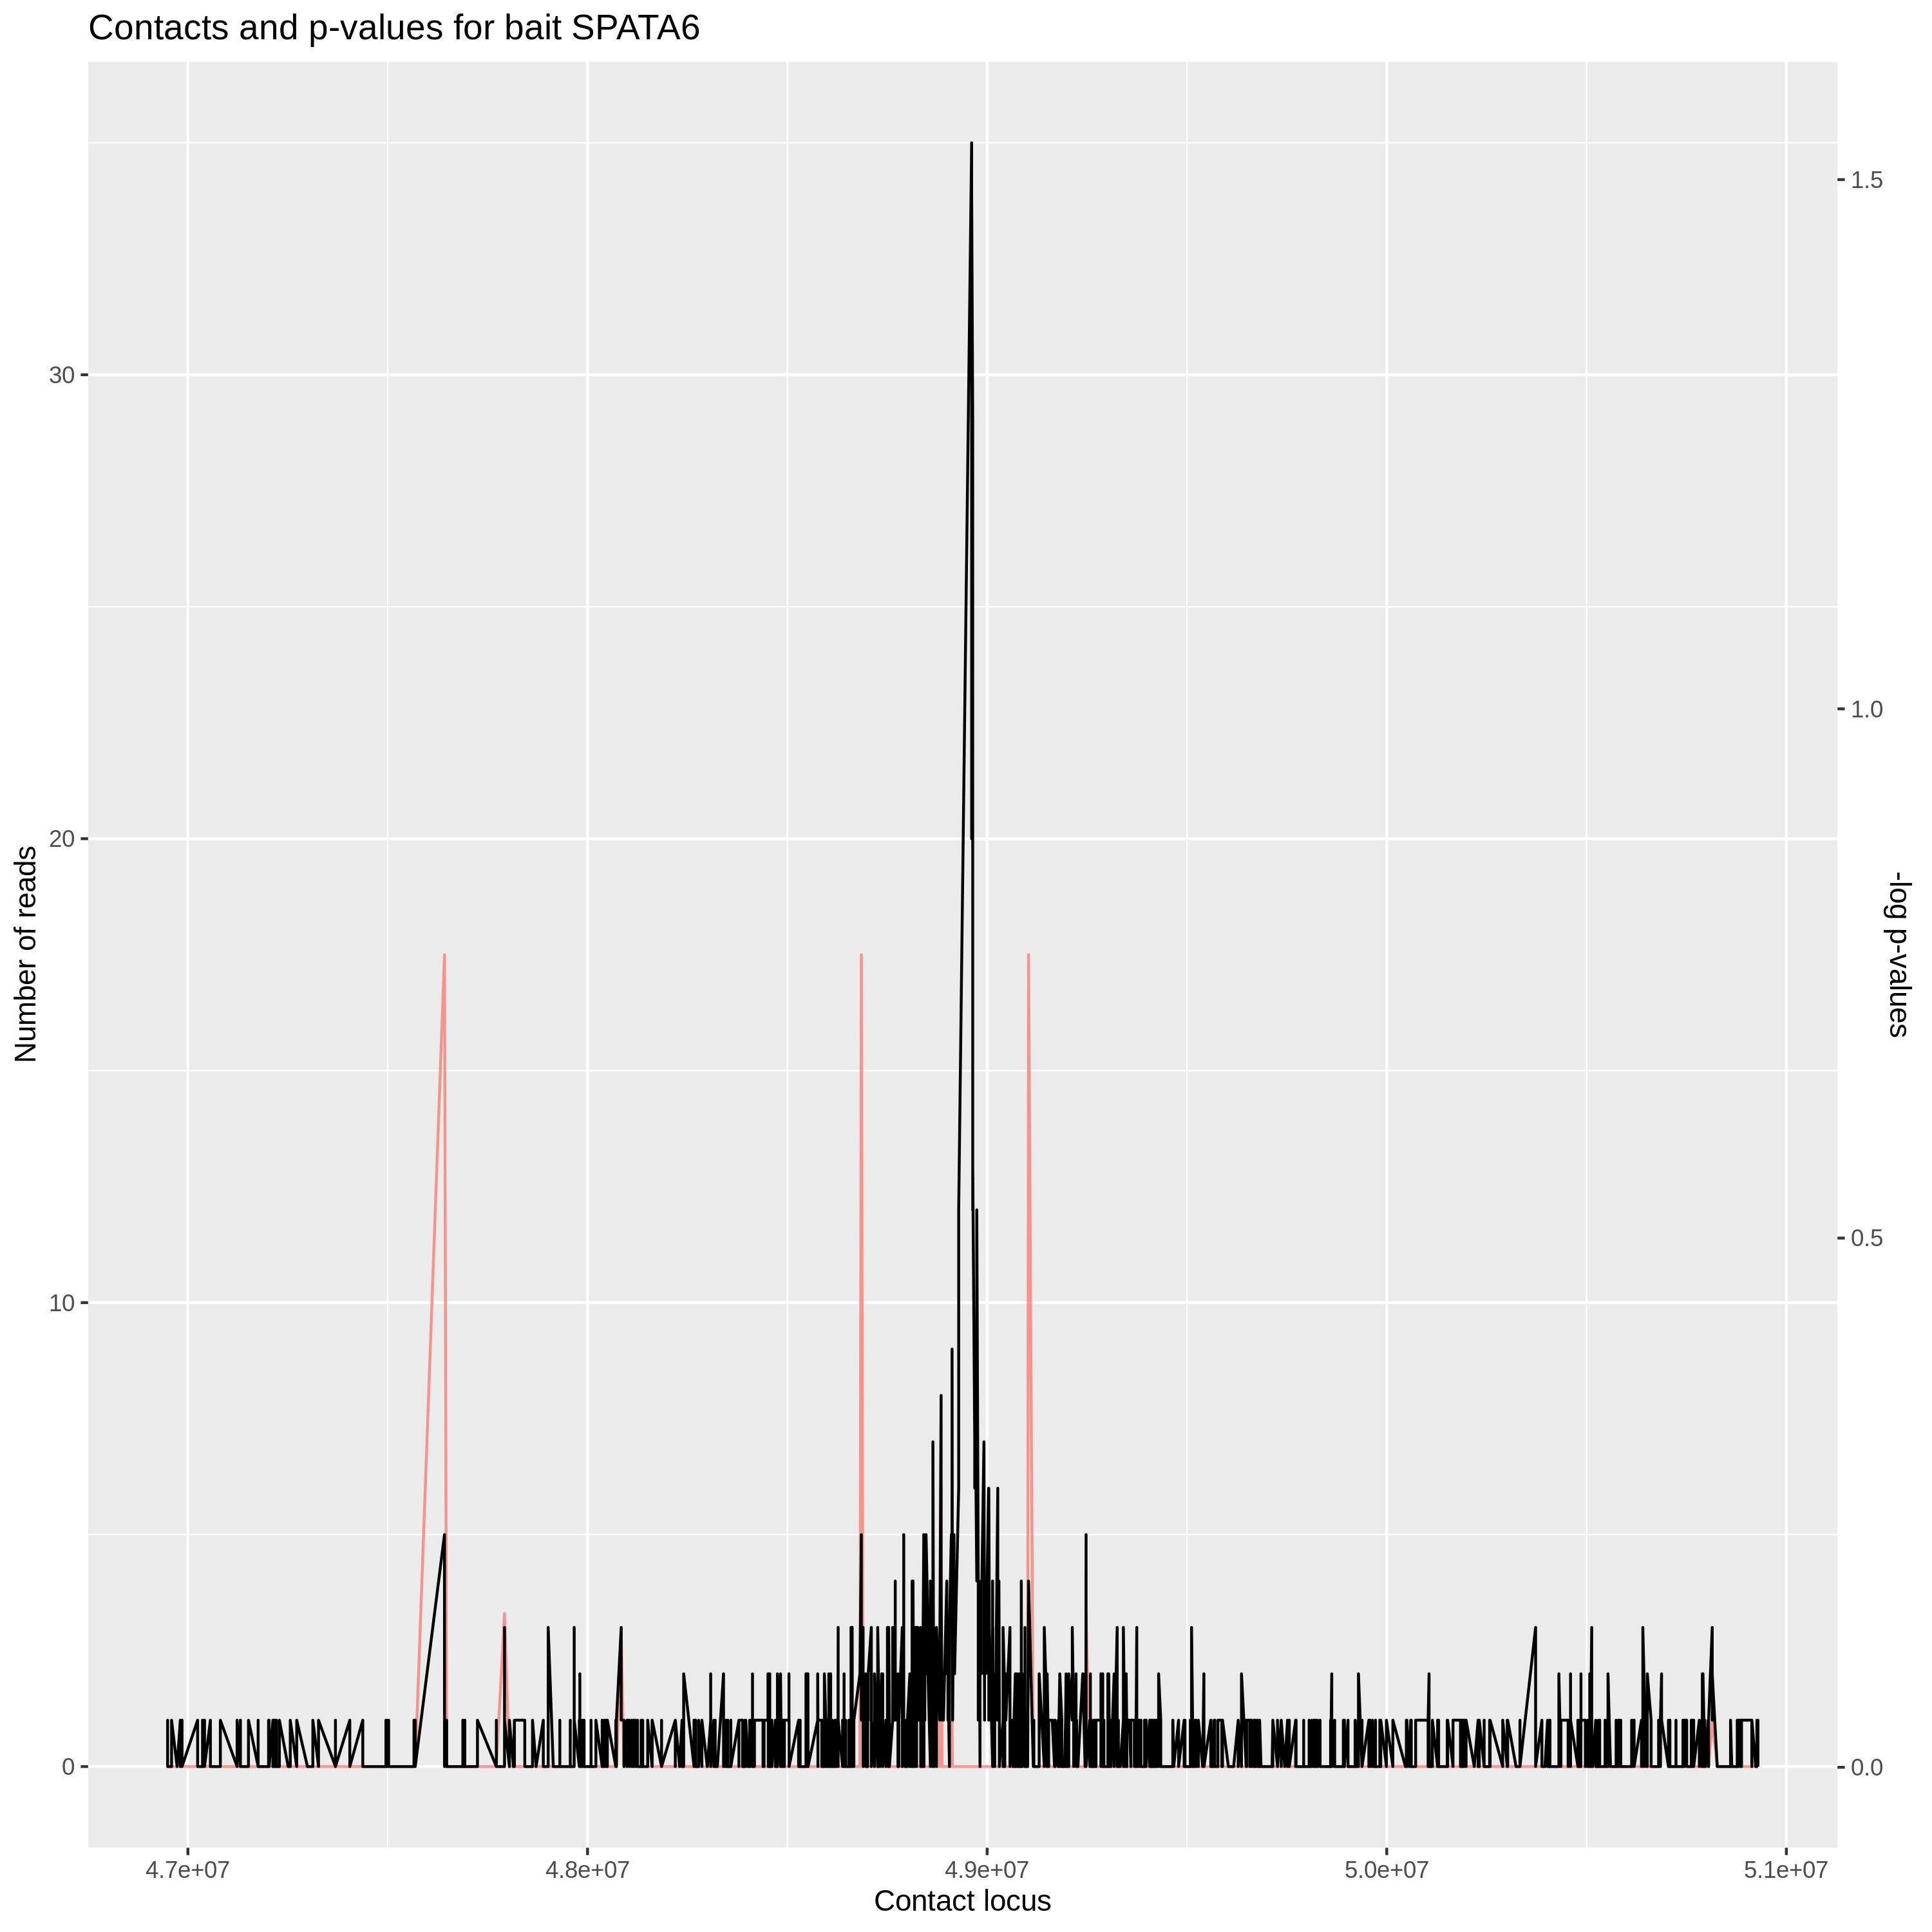 Contacts and p-values for bait SPATA6
Number of reads
30
20
10
0
1.5
1.0
0.5
0.0
-log p-values
4.7e+07 4.8e+07 4.9e+07 5.0e+07 5.1e+07
Contact locus